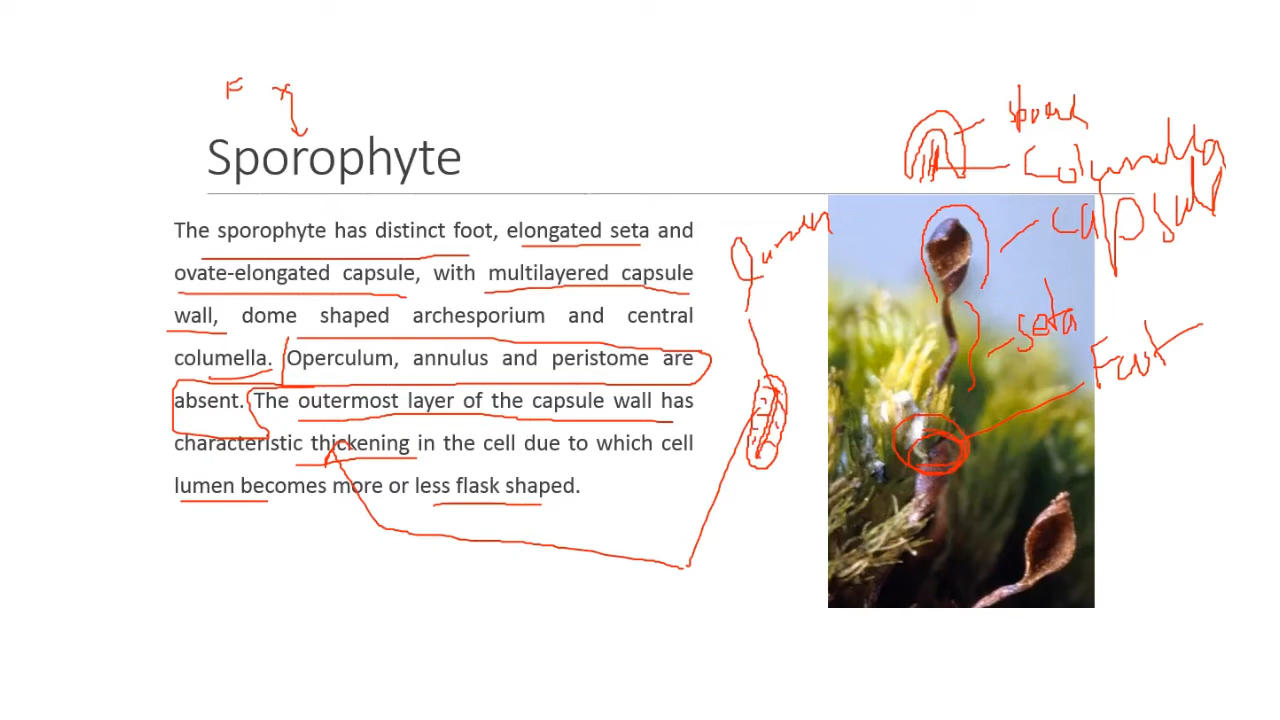 F x
Sporophyte
The sporophyte has distinct foot, elongated seta and
ovate-elongated capsule, with multilayered capsule
wall, dome shaped archesporium and central
columella. Operculum, annulus and peristome are
absent. The outermost layer of the capsule wall has
characteristic thickening in the cell due to which cell
lumen becomes more or less flask shaped.
Columella
capsule
seta
Foot